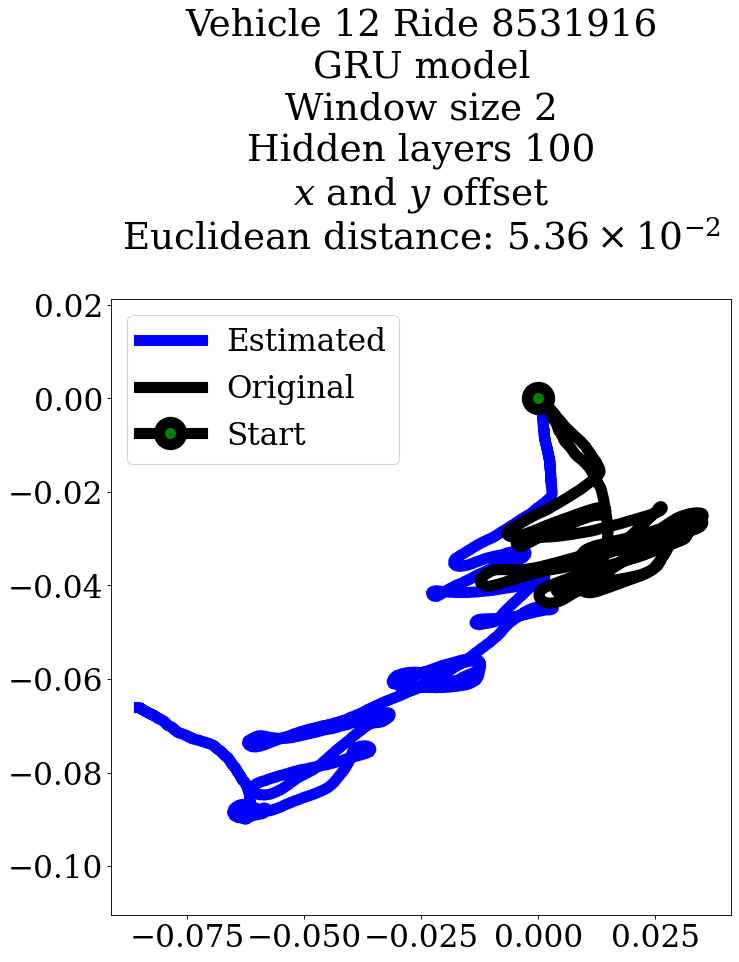 Vehicle 12 Ride 8531916
GRU model
Window size 2
Hidden layers 100
x and y offset
Euclidean distance: 5.36 × 10⁻²
0.02
0.00
−0.02
−0.04
−0.06
−0.08
−0.10
Estimated
Original
Start
−0.075 −0.050 −0.025 0.000 0.025